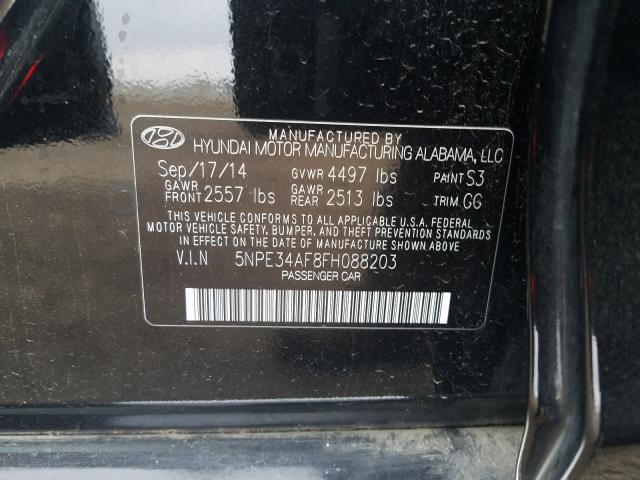 MANUFACTURED BY
HYUNDAI MOTOR MANUFACTURING ALABAMA, LLC
Sep/17/14 GVWR 4497 lbs PAINT S3
GAWR FRONT 2557 lbs GAWR REAR 2513 lbs TRIM GG
THIS VEHICLE CONFORMS TO ALL APPLICABLE U.S.A. FEDERAL
MOTOR VEHICLE SAFETY, BUMPER, AND THEFT PREVENTION STANDARDS
IN EFFECT ON THE DATE OF MANUFACTURE SHOWN ABOVE.
V.I.N 5NPE34AF8FH088203
PASSENGER CAR